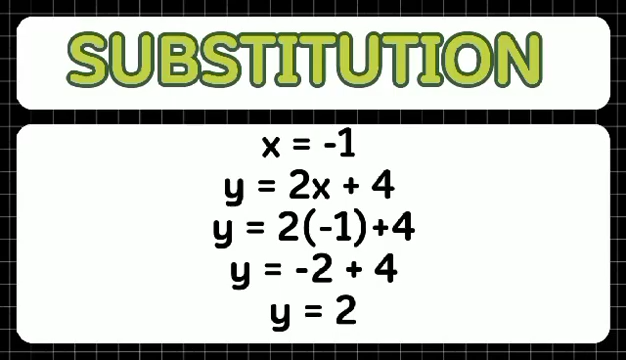 SUBSTITUTION
x = -1
y = 2x + 4
y = 2(-1)+4
y = -2 + 4
y = 2